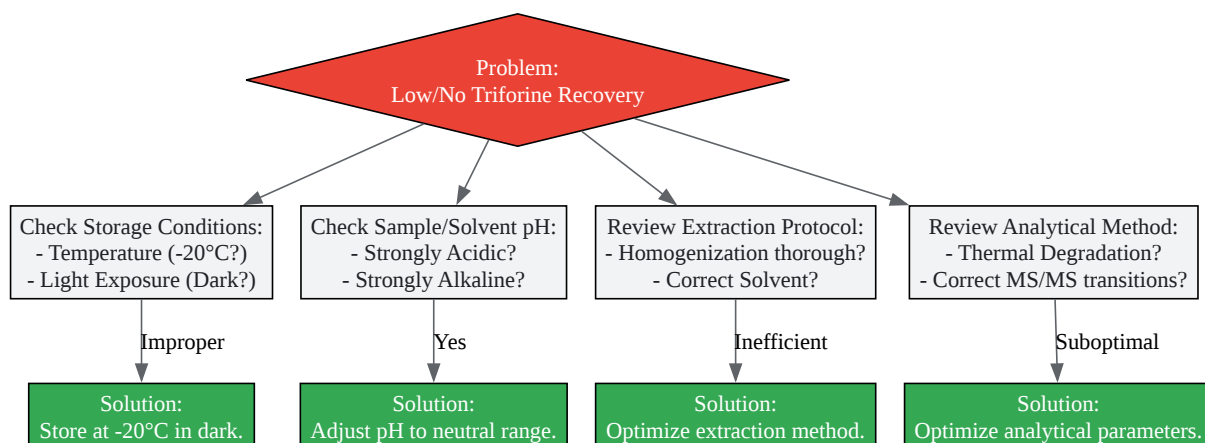 Problem:
Low/No Triforine Recovery
Check Storage Conditions:
- Temperature (-20°C?)
- Light Exposure (Dark?)
Check Sample/Solvent pH:
- Strongly Acidic?
- Strongly Alkaline?
Review Extraction Protocol:
- Homogenization thorough?
- Correct Solvent?
Review Analytical Method:
- Thermal Degradation?
- Correct MS/MS transitions?
Improper
Yes
Inefficient
Suboptimal
Solution:
Store at -20°C in dark.
Solution:
Adjust pH to neutral range.
Solution:
Optimize extraction method.
Solution:
Optimize analytical parameters.